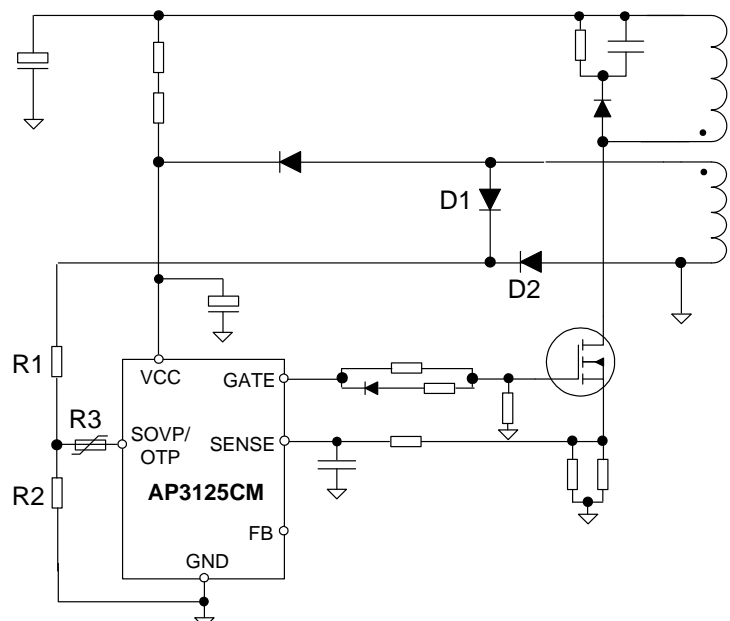 D1
D2
R1
VCC
GATE
R3
SOVP/
OTP
SENSE
R2
AP3125CM
FB
GND